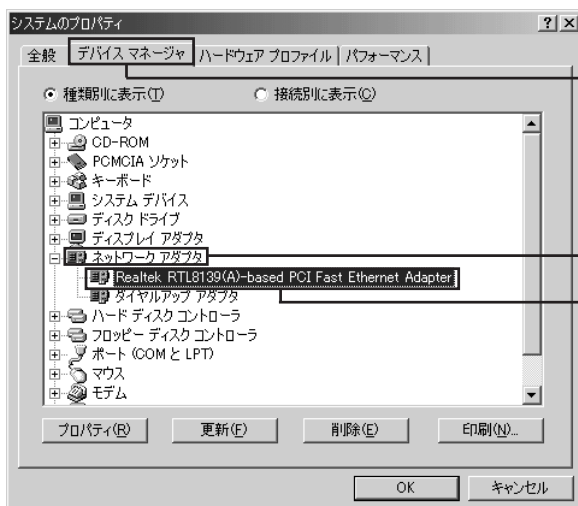 システムのプロパティ
全般 デバイス マネージャ ハードウェア プロファイル パフォーマンス
種類別に表示(T) 接続別に表示(C)
コンピュータ
CD-ROM
PCMCIA ソケット
キーボード
システム デバイス
ディスク ドライブ
ディスプレイ アダプタ
ネットワーク アダプタ
Realtek RTL8139(A)-based PCI Fast Ethernet Adapter
ダイヤルアップ アダプタ
ハード ディスク コントローラ
フロッピー ディスク コントローラ
ポート (COM と LPT)
マウス
モデム
プロパティ(R) 更新(F) 削除(E) 印刷(N)...
OK キャンセル